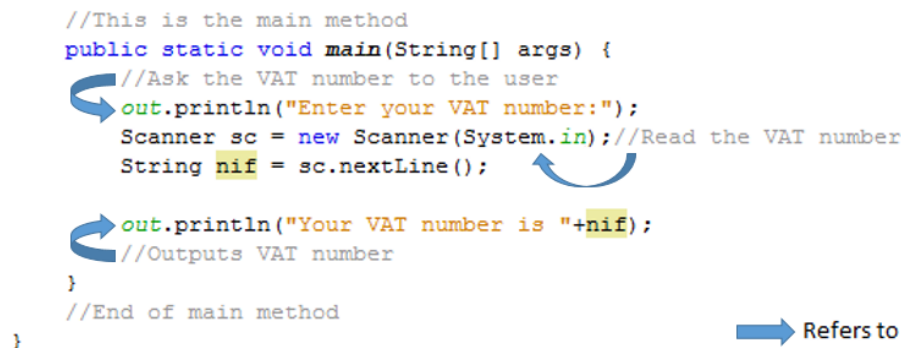 //This is the main method
public static void main(String[] args) {
//Ask the VAT number to the user
out.println("Enter your VAT number:");
Scanner sc = new Scanner(System.in);//Read the VAT number
String nif = sc.nextLine();
out.println("Your VAT number is "+nif);
//Outputs VAT number
}
//End of main method
Refers to
}